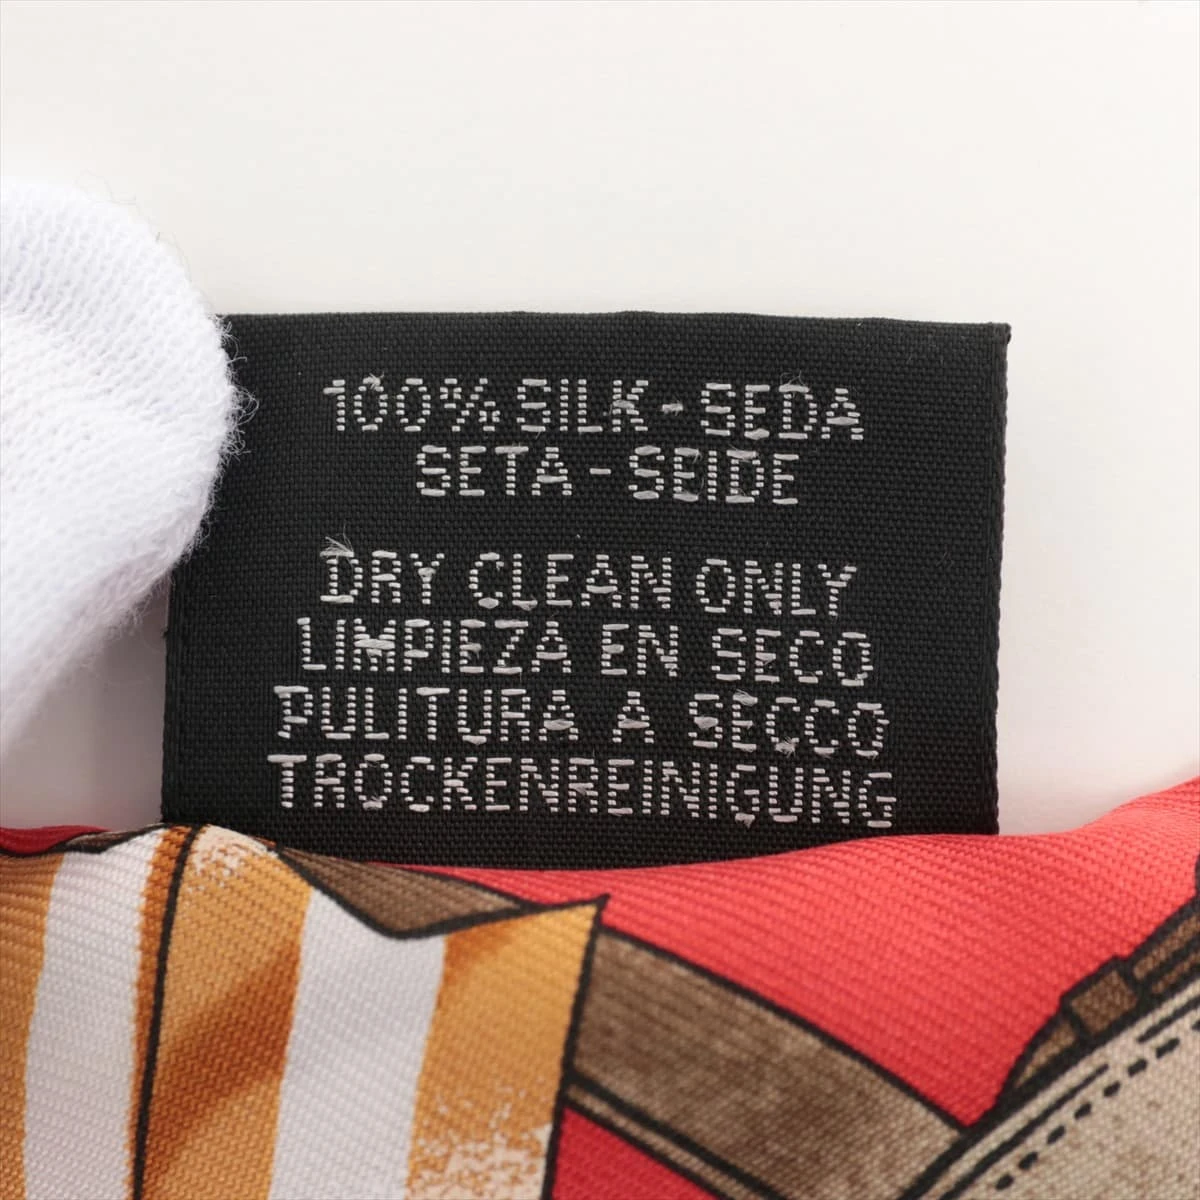 100% SILK - SEDA
SETA - SEIDE
DRY CLEAN ONLY
LIMPIEZA EN SECO
PULITURA A SECCO
TROCKENREINIGUNG